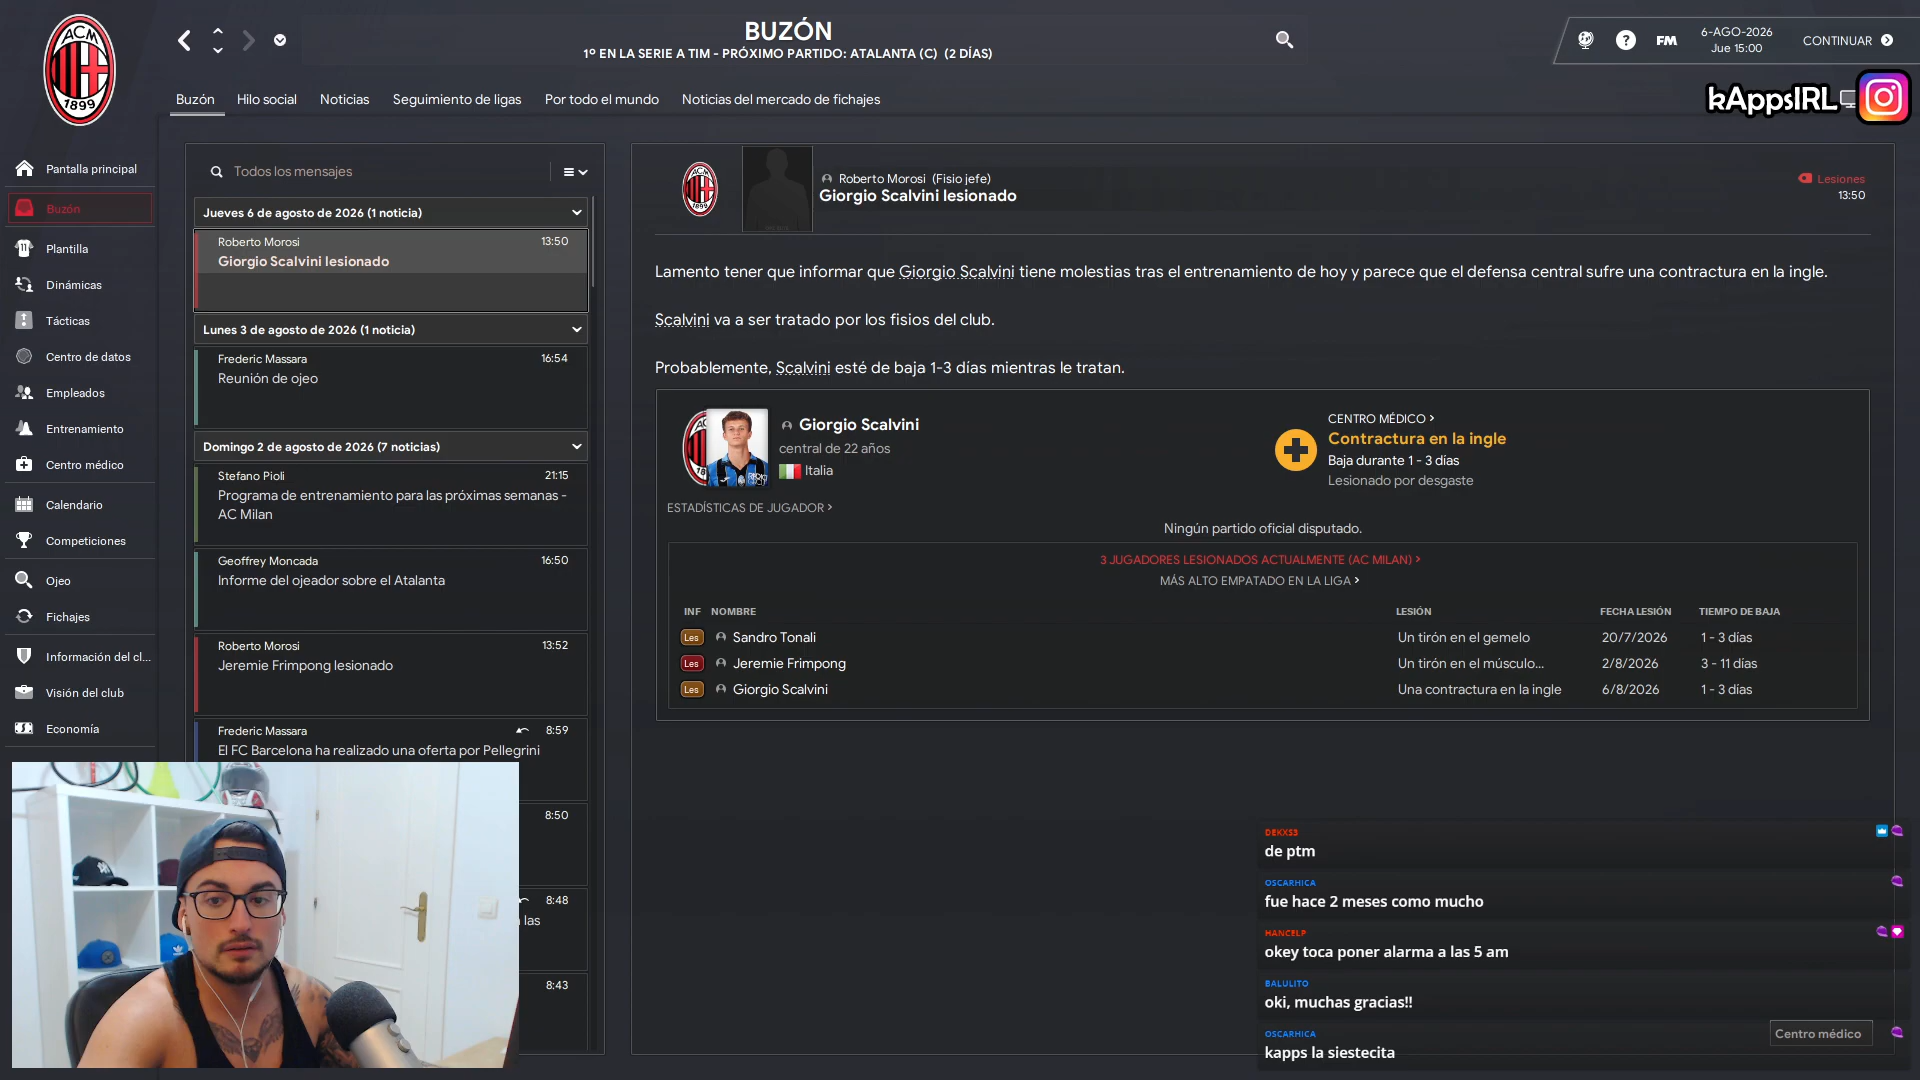 BUZÓN
1º EN LA SERIE A TIM - PRÓXIMO PARTIDO: ATALANTA (C) (2 DÍAS)
FM
6-AGO-2026
Jue 15:00
CONTINUAR
ACM
1899
Buzón
Hilo social
Noticias
Seguimiento de ligas
Por todo el mundo
Noticias del mercado de fichajes
kAppsIRL
Pantalla principal
Buzón
Plantilla
Dinámicas
Tácticas
Centro de datos
Empleados
Entrenamiento
Centro médico
Calendario
Competiciones
Ojeo
Fichajes
Información del cl...
Visión del club
Economía
Todos los mensajes
Jueves 6 de agosto de 2026 (1 noticia)
Roberto Morosi 13:50
Giorgio Scalvini lesionado
Lunes 3 de agosto de 2026 (1 noticia)
Frederic Massara 16:54
Reunión de ojeo
Domingo 2 de agosto de 2026 (7 noticias)
Stefano Pioli 21:15
Programa de entrenamiento para las próximas semanas -
AC Milan
Geoffrey Moncada 16:50
Informe del ojeador sobre el Atalanta
Roberto Morosi 13:52
Jeremie Frimpong lesionado
Frederic Massara 8:59
El FC Barcelona ha realizado una oferta por Pellegrini
8:50
8:48
las
8:43
Roberto Morosi (Fisio jefe)
Giorgio Scalvini lesionado
Lesiones
13:50
Lamento tener que informar que Giorgio Scalvini tiene molestias tras el entrenamiento de hoy y parece que el defensa central sufre una contractura en la ingle.
Scalvini va a ser tratado por los fisios del club.
Probablemente, Scalvini esté de baja 1-3 días mientras le tratan.
Giorgio Scalvini
central de 22 años
Italia
CENTRO MÉDICO >
Contractura en la ingle
Baja durante 1 - 3 días
Lesionado por desgaste
ESTADÍSTICAS DE JUGADOR >
Ningún partido oficial disputado.
3 JUGADORES LESIONADOS ACTUALMENTE (AC MILAN) >
MÁS ALTO EMPATADO EN LA LIGA >
INF NOMBRE LESIÓN FECHA LESIÓN TIEMPO DE BAJA
Les Sandro Tonali Un tirón en el gemelo 20/7/2026 1 - 3 días
Les Jeremie Frimpong Un tirón en el músculo... 2/8/2026 3 - 11 días
Les Giorgio Scalvini Una contractura en la ingle 6/8/2026 1 - 3 días
DEKXS3
de ptm
OSCARHICA
fue hace 2 meses como mucho
HANCELP
okey toca poner alarma a las 5 am
BALULITO
oki, muchas gracias!!
OSCARHICA
kapps la siestecita
Centro médico